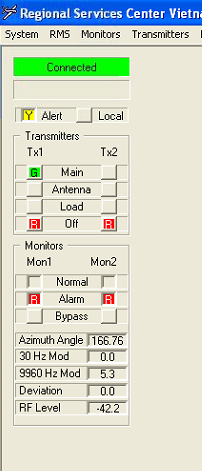 Regional Services Center Vietna
System RMS Monitors Transmitters
Connected
Y Alert Local
Transmitters
Tx1 Tx2
G Main
Antenna
Load
R Off R
Monitors
Mon1 Mon2
Normal
R Alarm R
Bypass
Azimuth Angle 166.76
30 Hz Mod 0.0
9960 Hz Mod 5.3
Deviation 0.0
RF Level -42.2